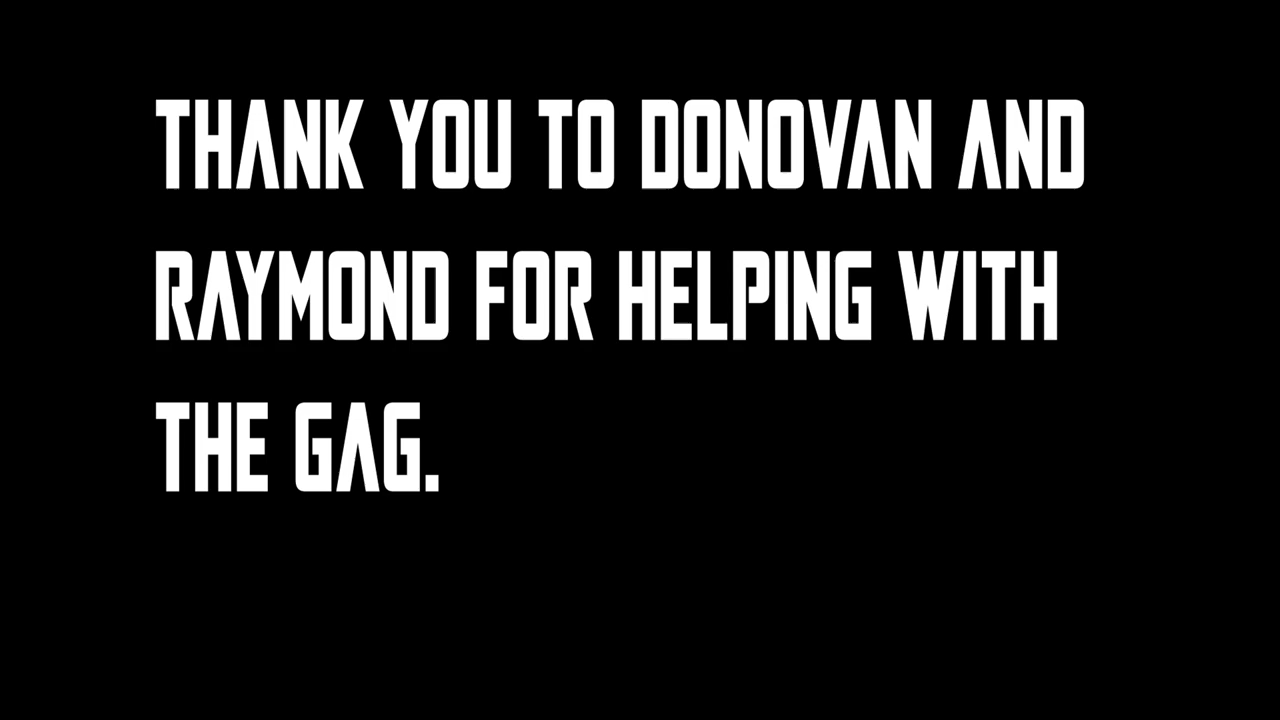 THANK YOU TO DONOVAN AND
RAYMOND FOR HELPING WITH
THE GAG.